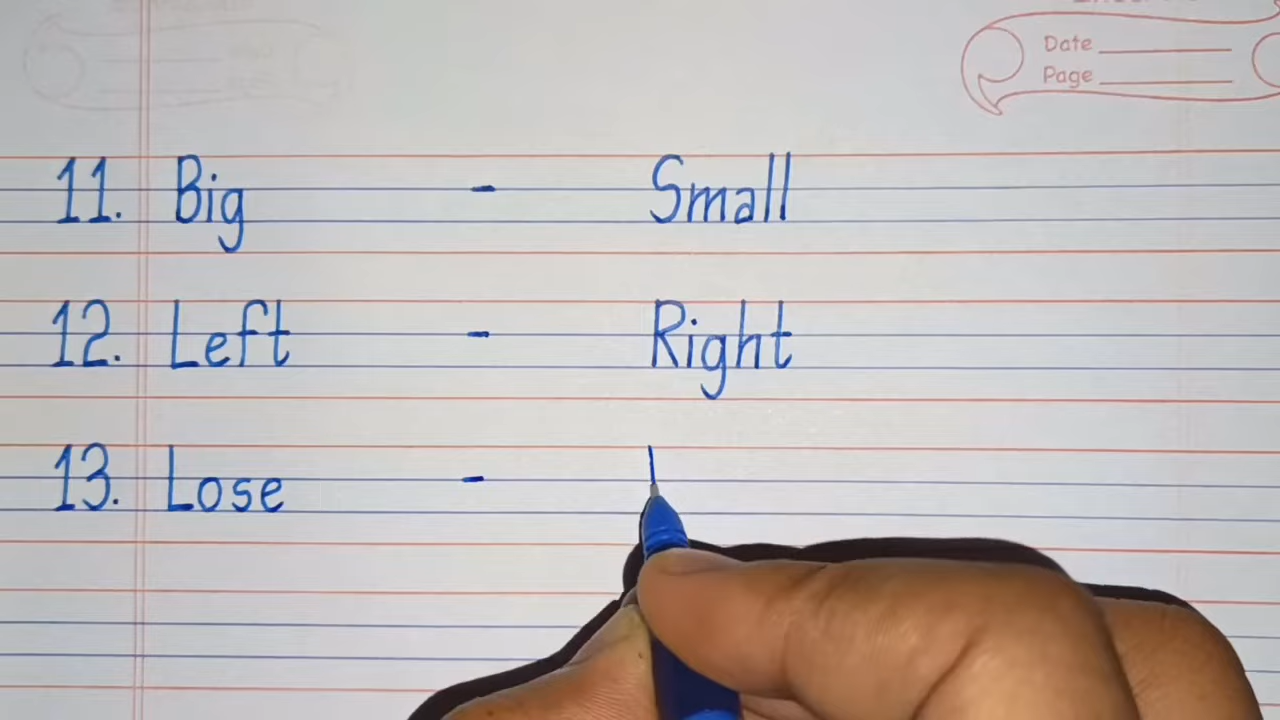 Date
Page
11. Big - Small
12. Left - Right
13. Lose -